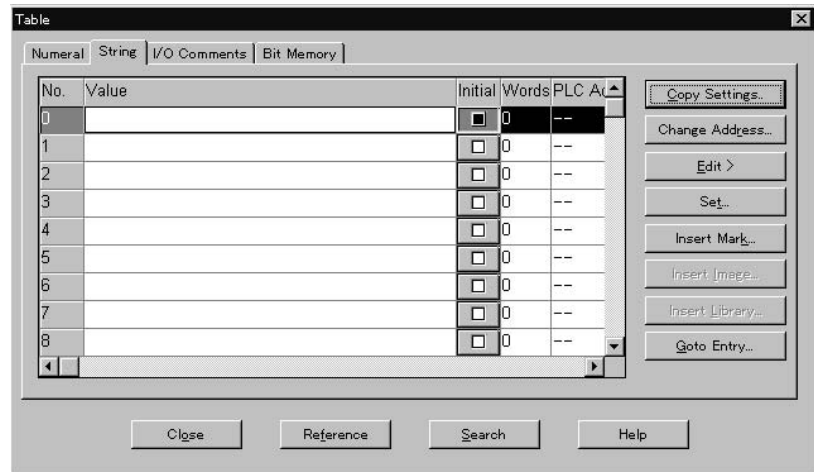 Table
Numeral String I/O Comments Bit Memory
No. Value Initial Words PLC Ad
0 0 --
1 0 --
2 0 --
3 0 --
4 0 --
5 0 --
6 0 --
7 0 --
8 0 --
Copy Settings..
Change Address...
Edit >
Set...
Insert Mark...
Insert Image...
Insert Library...
Goto Entry...
Close Reference Search Help